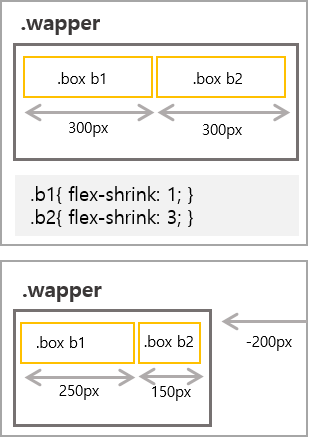 .wapper
.box b1 .box b2
300px 300px
.b1{ flex-shrink: 1; }
.b2{ flex-shrink: 3; }
.wapper
.box b1 .box b2
-200px
250px 150px